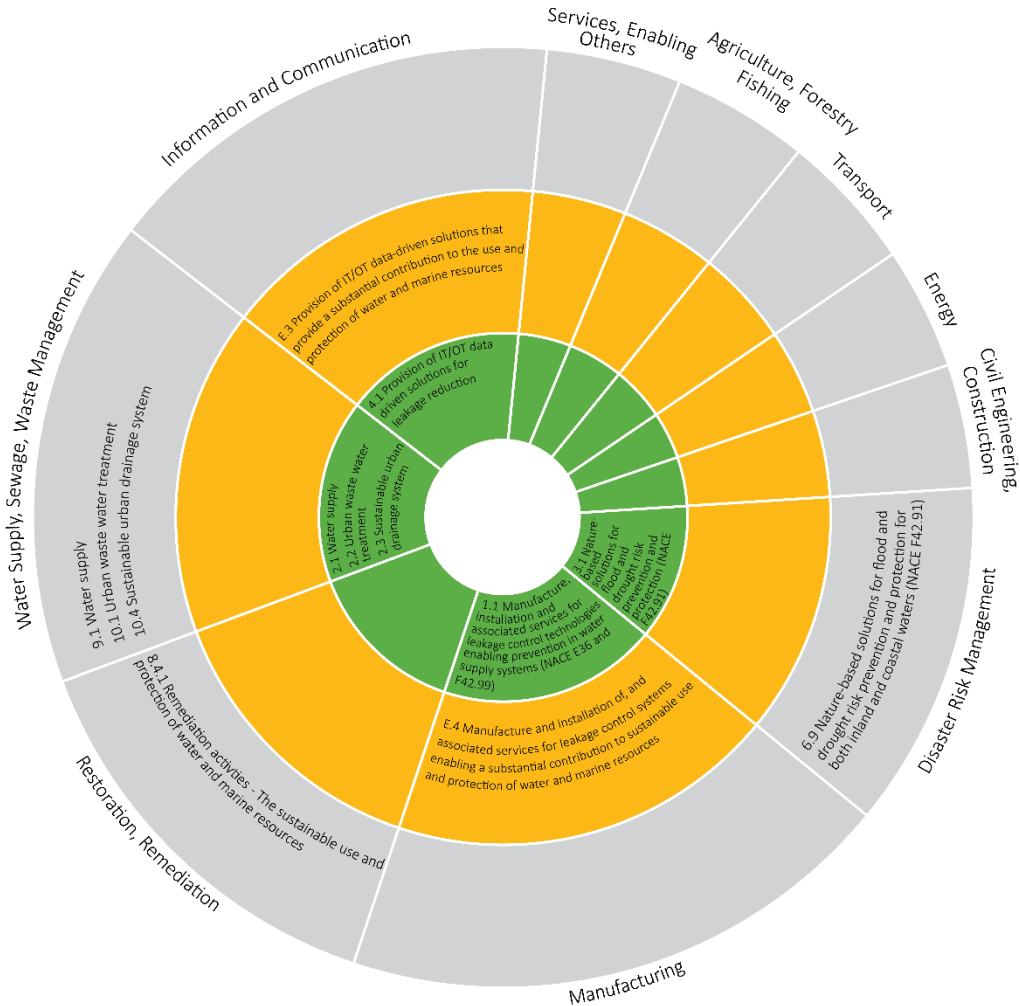 Services, Enabling
Others
Agriculture, Forestry
Fishing
Transport
Energy
Civil Engineering,
Construction
Disaster Risk Management
Manufacturing
Restoration, Remediation
Water Supply, Sewage, Waste Management
Information and Communication
E.3 Provision of IT/OT data-driven solutions that
provide a substantial contribution to the use and
protection of water and marine resources
4.1 Provision of IT/OT data
driven solutions for
leakage reduction
2.1 Water supply
2.2 Urban waste water
treatment
2.3 Sustainable urban
drainage system
9.1 Water supply
10.1 Urban waste water treatment
10.4 Sustainable urban drainage system
8.4.1 Remediation activties - The sustainable use and
protection of water and marine resources
1.1 Manufacture,
installation and
associated services for
leakage control technologies
enabling prevention in water
supply systems (NACE E36 and
F42.99)
E.4 Manufacture and installation of, and
associated services for leakage control systems
enabling a substantial contribution to sustainable use
and protection of water and marine resources
3.1 Nature-
based
solutions for
flood and
drought risk
prevention and
protection (NACE
F42.91)
6.9 Nature-based solutions for flood and
drought risk prevention and protection for
both inland and coastal waters (NACE F42.91)